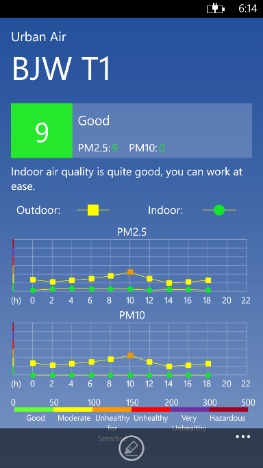 6:14
Urban Air
BJW T1
9
Good
PM2.5:9 PM10:0
Indoor air quality is quite good, you can work at
ease.
Outdoor: Indoor:
PM2.5
(h) 0 2 4 6 8 10 12 14 16 18 20 22
PM10
(h) 0 2 4 6 8 10 12 14 16 18 20 22
0 50 100 150 200 300 500
Good Moderate Unhealthy Unhealthy Very Hazardous
for Unhealthy
Sensitive